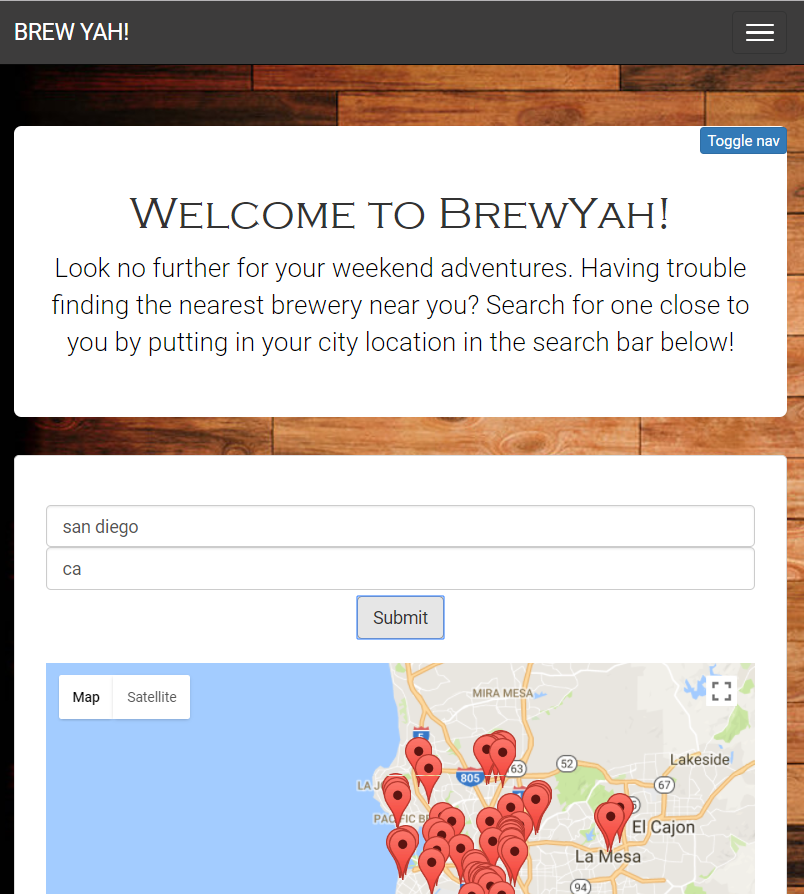 BREW YAH!
Toggle nav
Welcome to BrewYah!
Look no further for your weekend adventures. Having trouble
finding the nearest brewery near you? Search for one close to
you by putting in your city location in the search bar below!
san diego
ca
Submit
Map Satellite
MIRA MESA
5
52
Lakeside
805
63
67
LA J
PACIFIC B
El Cajon
La Mesa
94